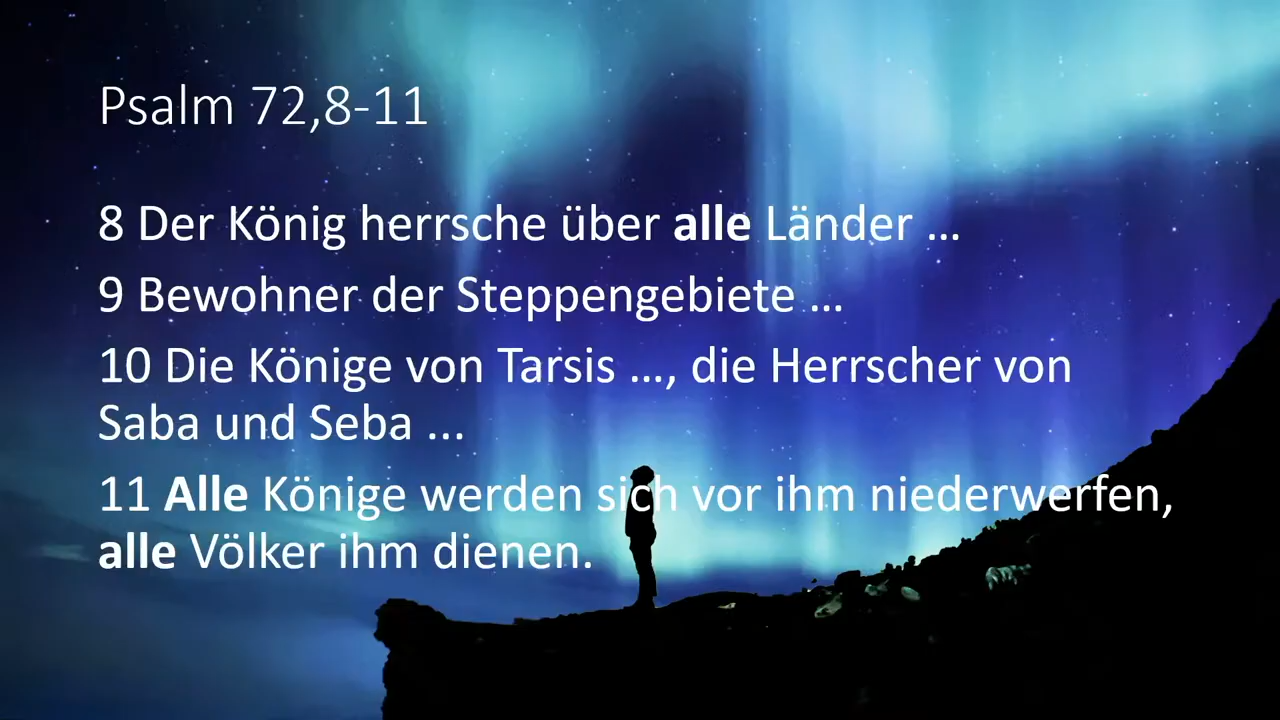 Psalm 72,8-11
8 Der König herrsche über alle Länder …
9 Bewohner der Steppengebiete …
10 Die Könige von Tarsis …, die Herrscher von
Saba und Seba ...
11 Alle Könige werden sich vor ihm niederwerfen,
alle Völker ihm dienen.